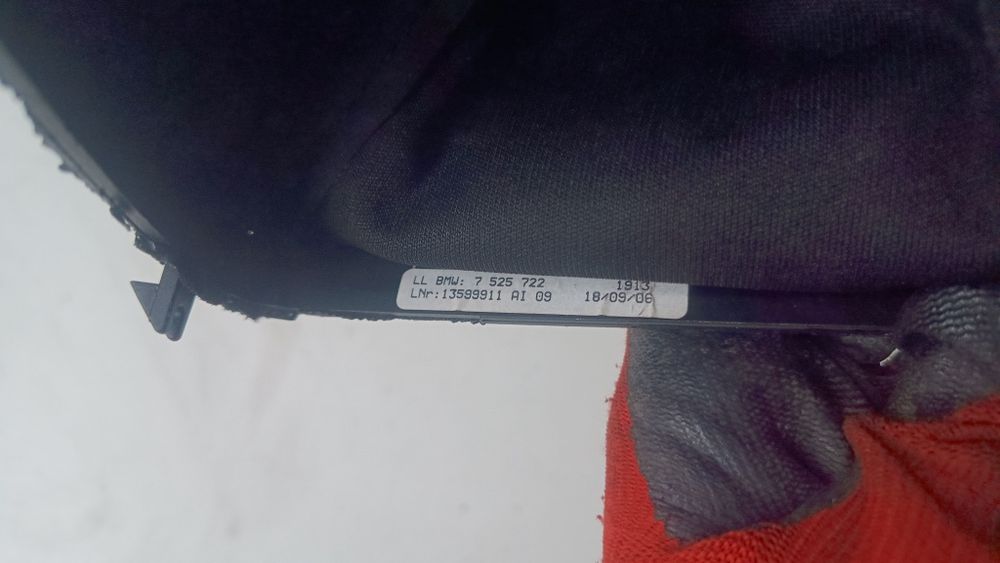 LL BMW: 7 525 722 1913
LNr:13599911 AI 09 18/09/06